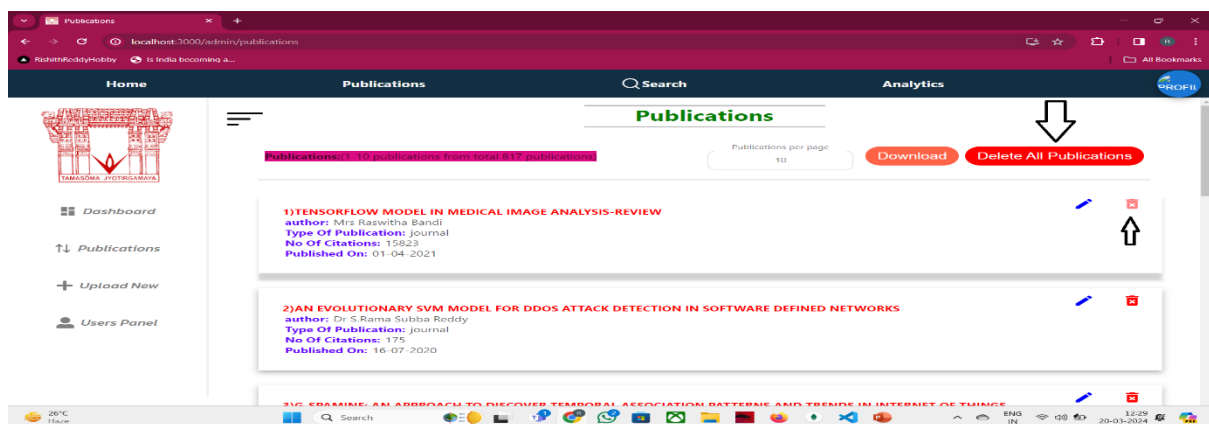 Publications
localhost:3000/admin/publications
RishithReddyHobby
Is India becoming a...
All Bookmarks
Home
Publications
Search
Analytics
PROFIL
TAMASOMA JYOTIRGAMAYA
Publications
Publications:(1-10 publications from total 817 publications)
Publications per page
10
Download
Delete All Publications
Dashboard
Publications
Upload New
Users Panel
1)TENSORFLOW MODEL IN MEDICAL IMAGE ANALYSIS-REVIEW
author: Mrs Raswitha Bandi
Type Of Publication: journal
No Of Citations: 15823
Published On: 01-04-2021
2)AN EVOLUTIONARY SVM MODEL FOR DDOS ATTACK DETECTION IN SOFTWARE DEFINED NETWORKS
author: Dr S.Rama Subba Reddy
Type Of Publication: journal
No Of Citations: 175
Published On: 16-07-2020
3)G-SPAMINE: AN APPROACH TO DISCOVER TEMPORAL ASSOCIATION PATTERNS AND TRENDS IN INTERNET OF THINGS
26°C
Haze
Search
ENG
IN
12:29
20-03-2024